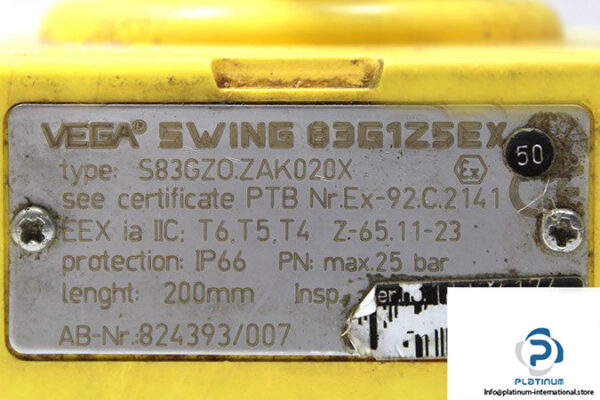 VEGA® SWING 83G1Z5EX
50
type: S83GZO.ZAK020X
see certificate PTB Nr.Ex-92.C.2141
EEX ia IIC; T6,T5,T4 Z-65.11-23
protection: IP66 PN: max.25 bar
lenght: 200mm Insp.
AB-Nr.:824393/007
PLATINUM
Info@platinum-international.store